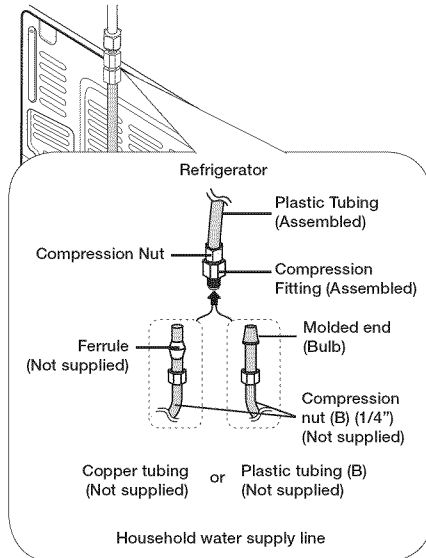 Refrigerator
Plastic Tubing
(Assembled)
Compression Nut
Compression
Fitting (Assembled)
Ferrule
(Not supplied)
Molded end
(Bulb)
Compression
nut (B) (1/4")
(Not supplied)
Copper tubing
(Not supplied)
or
Plastic tubing (B)
(Not supplied)
Household water supply line